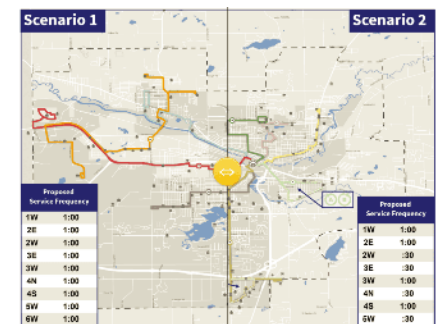 Scenario 1
Scenario 2
Proposed
Service Frequency
1W 1:00
2E 1:00
2W 1:00
3E 1:00
3W 1:00
4N 1:00
4S 1:00
5W 1:00
6W 1:00
Proposed
Service Frequency
1W 1:00
2E 1:00
2W :30
3E :30
3W 1:00
4N :30
4S 1:00
5W :30